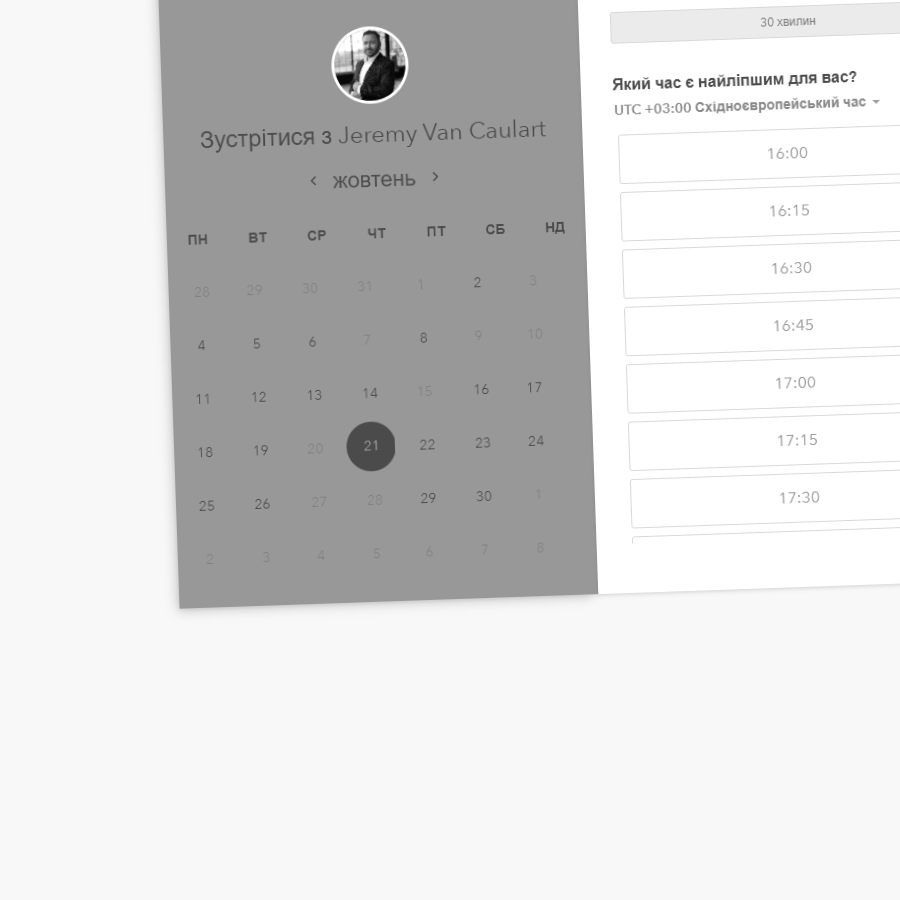 Зустрітися з Jeremy Van Caulart
‹ жовтень ›
ПН ВТ СР ЧТ ПТ СБ НД
28 29 30 31 1 2 3
4 5 6 7 8 9 10
11 12 13 14 15 16 17
18 19 20 21 22 23 24
25 26 27 28 29 30 1
2 3 4 5 6 7 8
30 хвилин
Який час є найліпшим для вас?
UTC +03:00 Східноєвропейський час
16:00
16:15
16:30
16:45
17:00
17:15
17:30